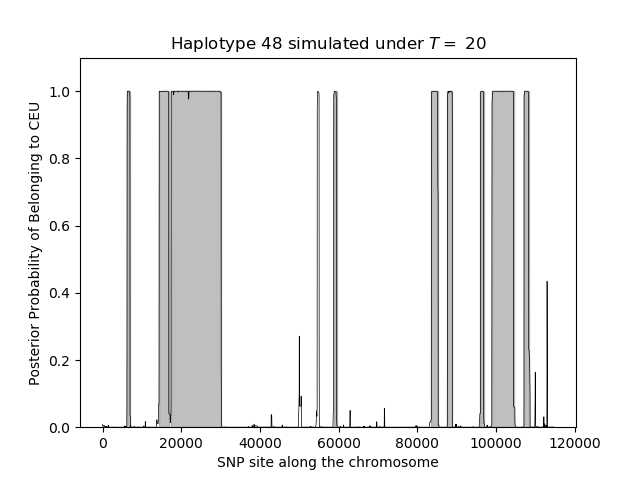 Haplotype 48 simulated under T = 20
Posterior Probability of Belonging to CEU
1.0
0.8
0.6
0.4
0.2
0.0
0 20000 40000 60000 80000 100000 120000
SNP site along the chromosome